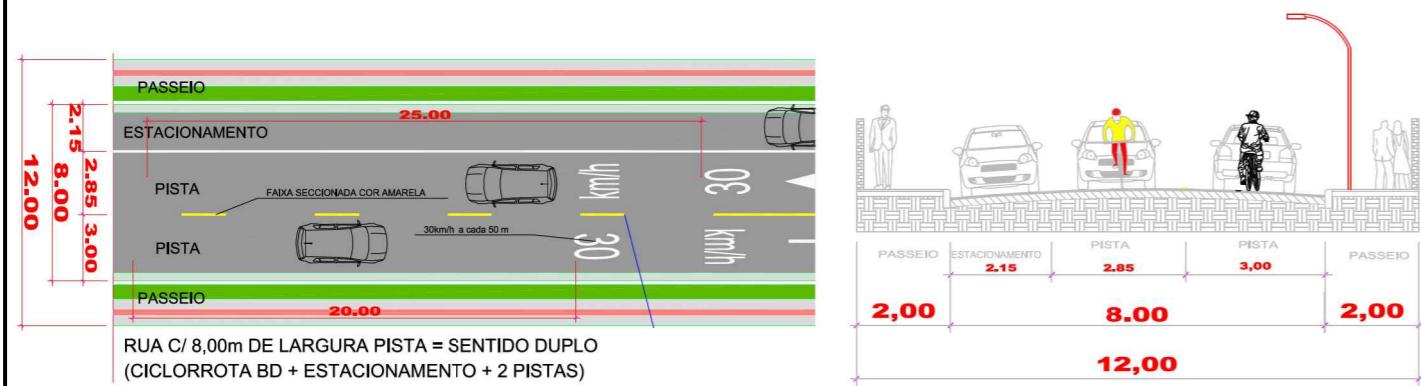 PASSEIO
25.00
ESTACIONAMENTO
2.15
2.85
3.00
8.00
12.00
PISTA
FAIXA SECCIONADA COR AMARELA
km/h
30
30km/h a cada 50 m
30
km/h
PISTA
PASSEIO
20.00
RUA C/ 8,00m DE LARGURA PISTA = SENTIDO DUPLO
(CICLORROTA BD + ESTACIONAMENTO + 2 PISTAS)
PASSEIO
ESTACIONAMENTO
2.15
PISTA
2.85
PISTA
3,00
PASSEIO
2,00
8.00
2,00
12,00